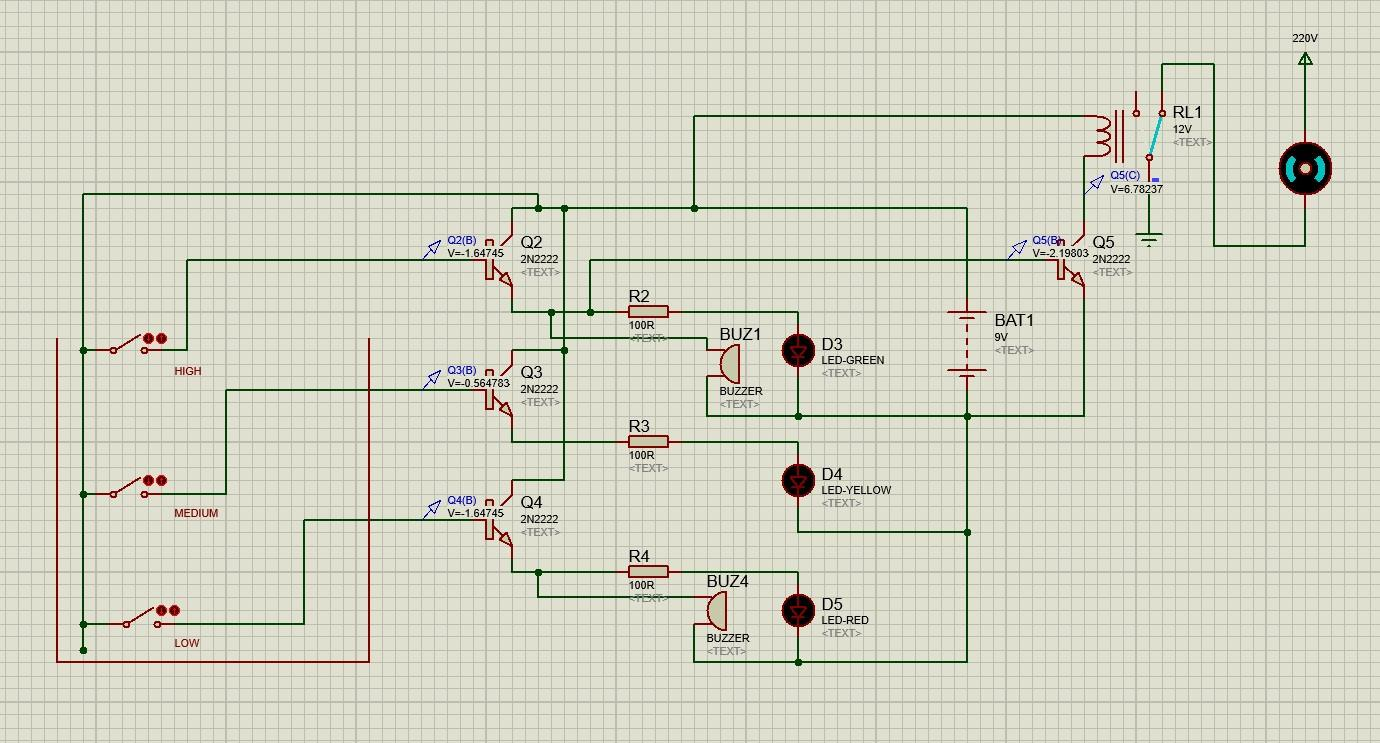 220V
RL1
12V
<TEXT>
Q5(C)
V=6.78237
Q2(B)
V=-1.64745
Q2
2N2222
<TEXT>
Q5(B)
V=-2.19803
Q5
2N2222
<TEXT>
R2
100R
<TEXT>
BUZ1
BUZZER
<TEXT>
D3
LED-GREEN
<TEXT>
BAT1
9V
<TEXT>
HIGH
Q3(B)
V=-0.564783
Q3
2N2222
<TEXT>
R3
100R
<TEXT>
D4
LED-YELLOW
<TEXT>
MEDIUM
Q4(B)
V=-1.64745
Q4
2N2222
<TEXT>
R4
100R
<TEXT>
BUZ4
BUZZER
<TEXT>
D5
LED-RED
<TEXT>
LOW